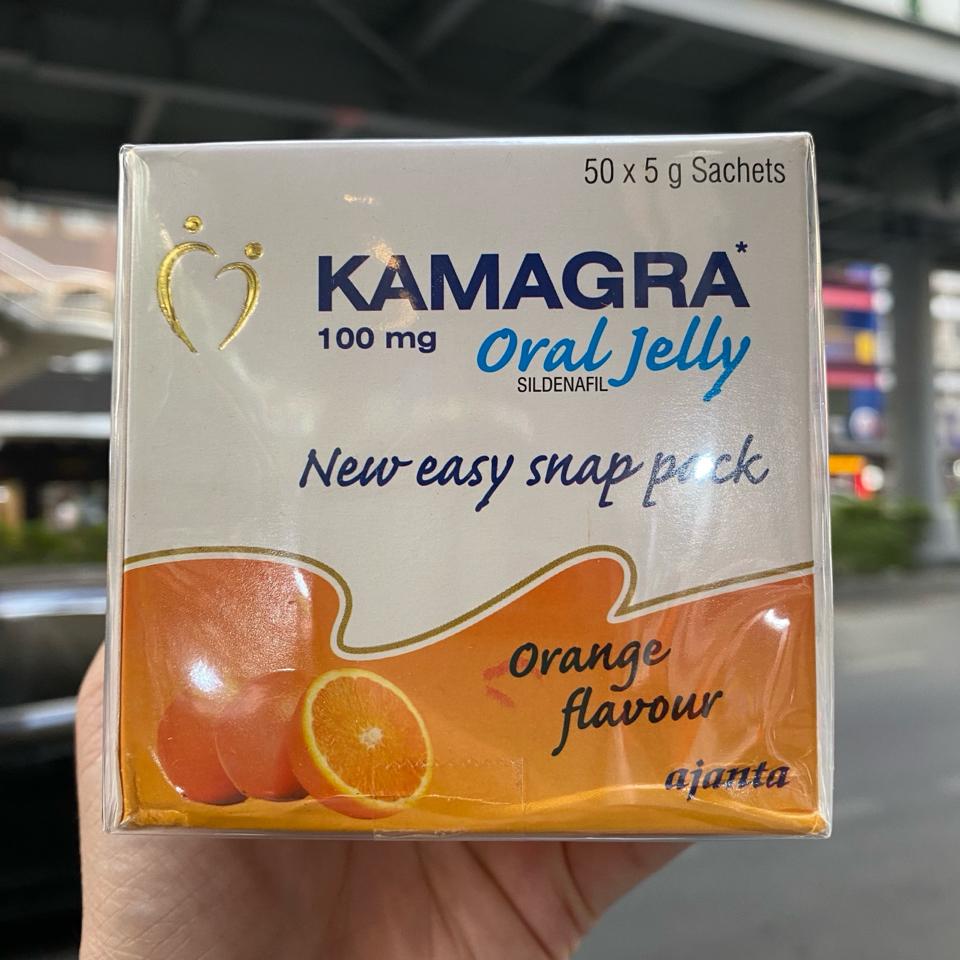 50 x 5 g Sachets
KAMAGRA*
100 mg
Oral Jelly
SILDENAFIL
New easy snap pack
Orange
flavour
ajanta